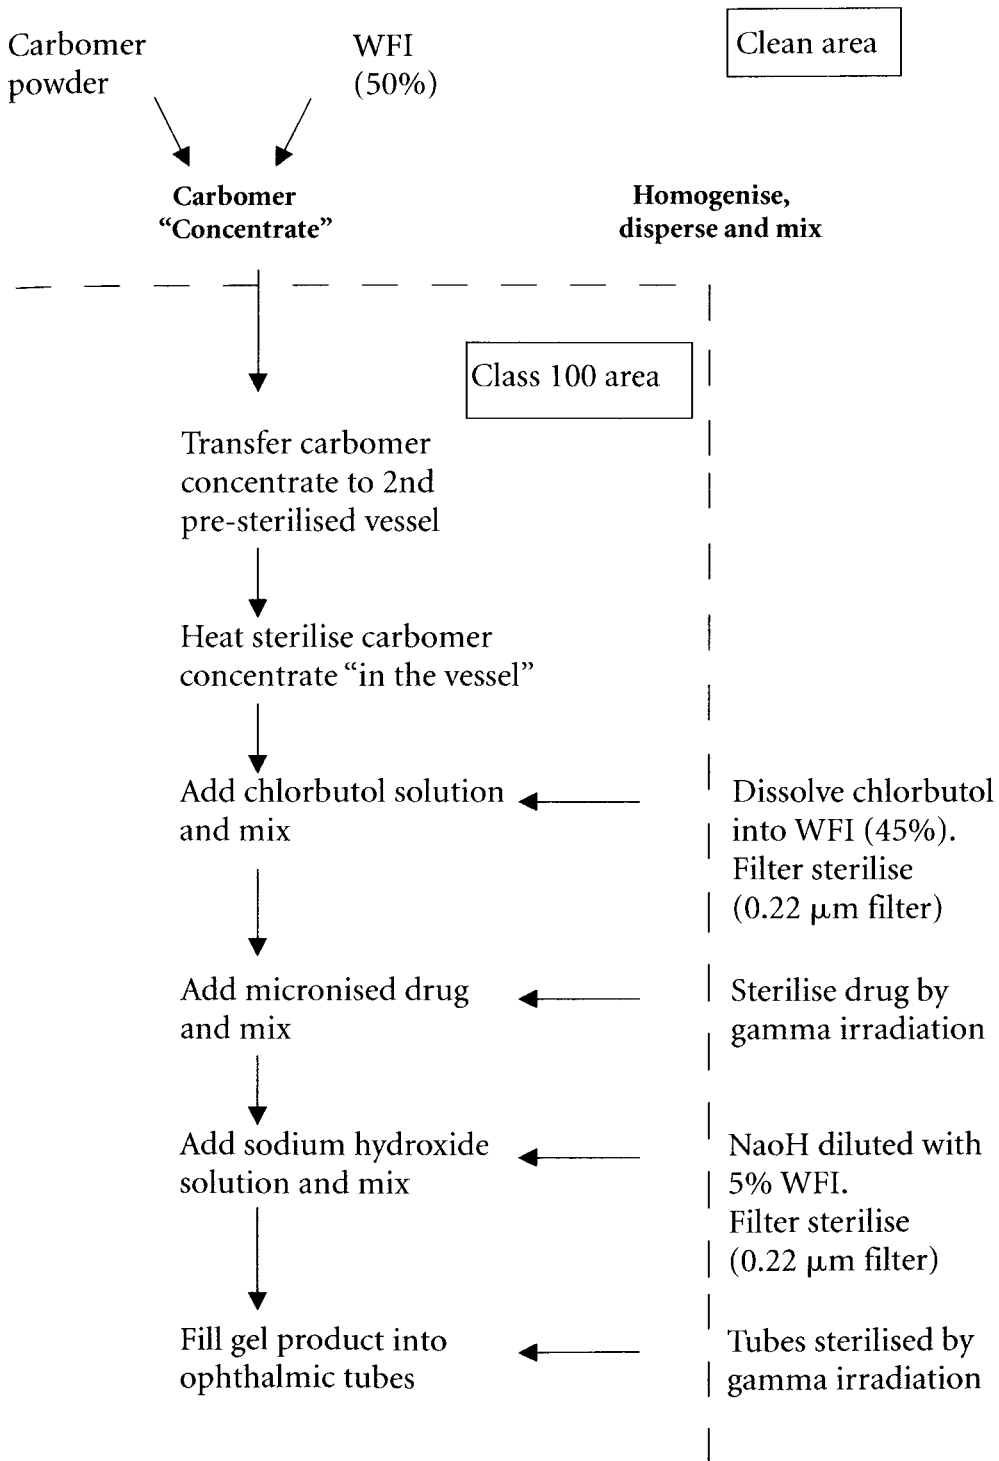 Carbomer
powder
WFI
(50%)
Clean area
Carbomer
“Concentrate”
Homogenise,
disperse and mix
Class 100 area
Transfer carbomer
concentrate to 2nd
pre-sterilised vessel
Heat sterilise carbomer
concentrate “in the vessel”
Add chlorbutol solution
and mix
Dissolve chlorbutol
into WFI (45%).
Filter sterilise
(0.22 µm filter)
Add micronised drug
and mix
Sterilise drug by
gamma irradiation
Add sodium hydroxide
solution and mix
NaoH diluted with
5% WFI.
Filter sterilise
(0.22 µm filter)
Fill gel product into
ophthalmic tubes
Tubes sterilised by
gamma irradiation